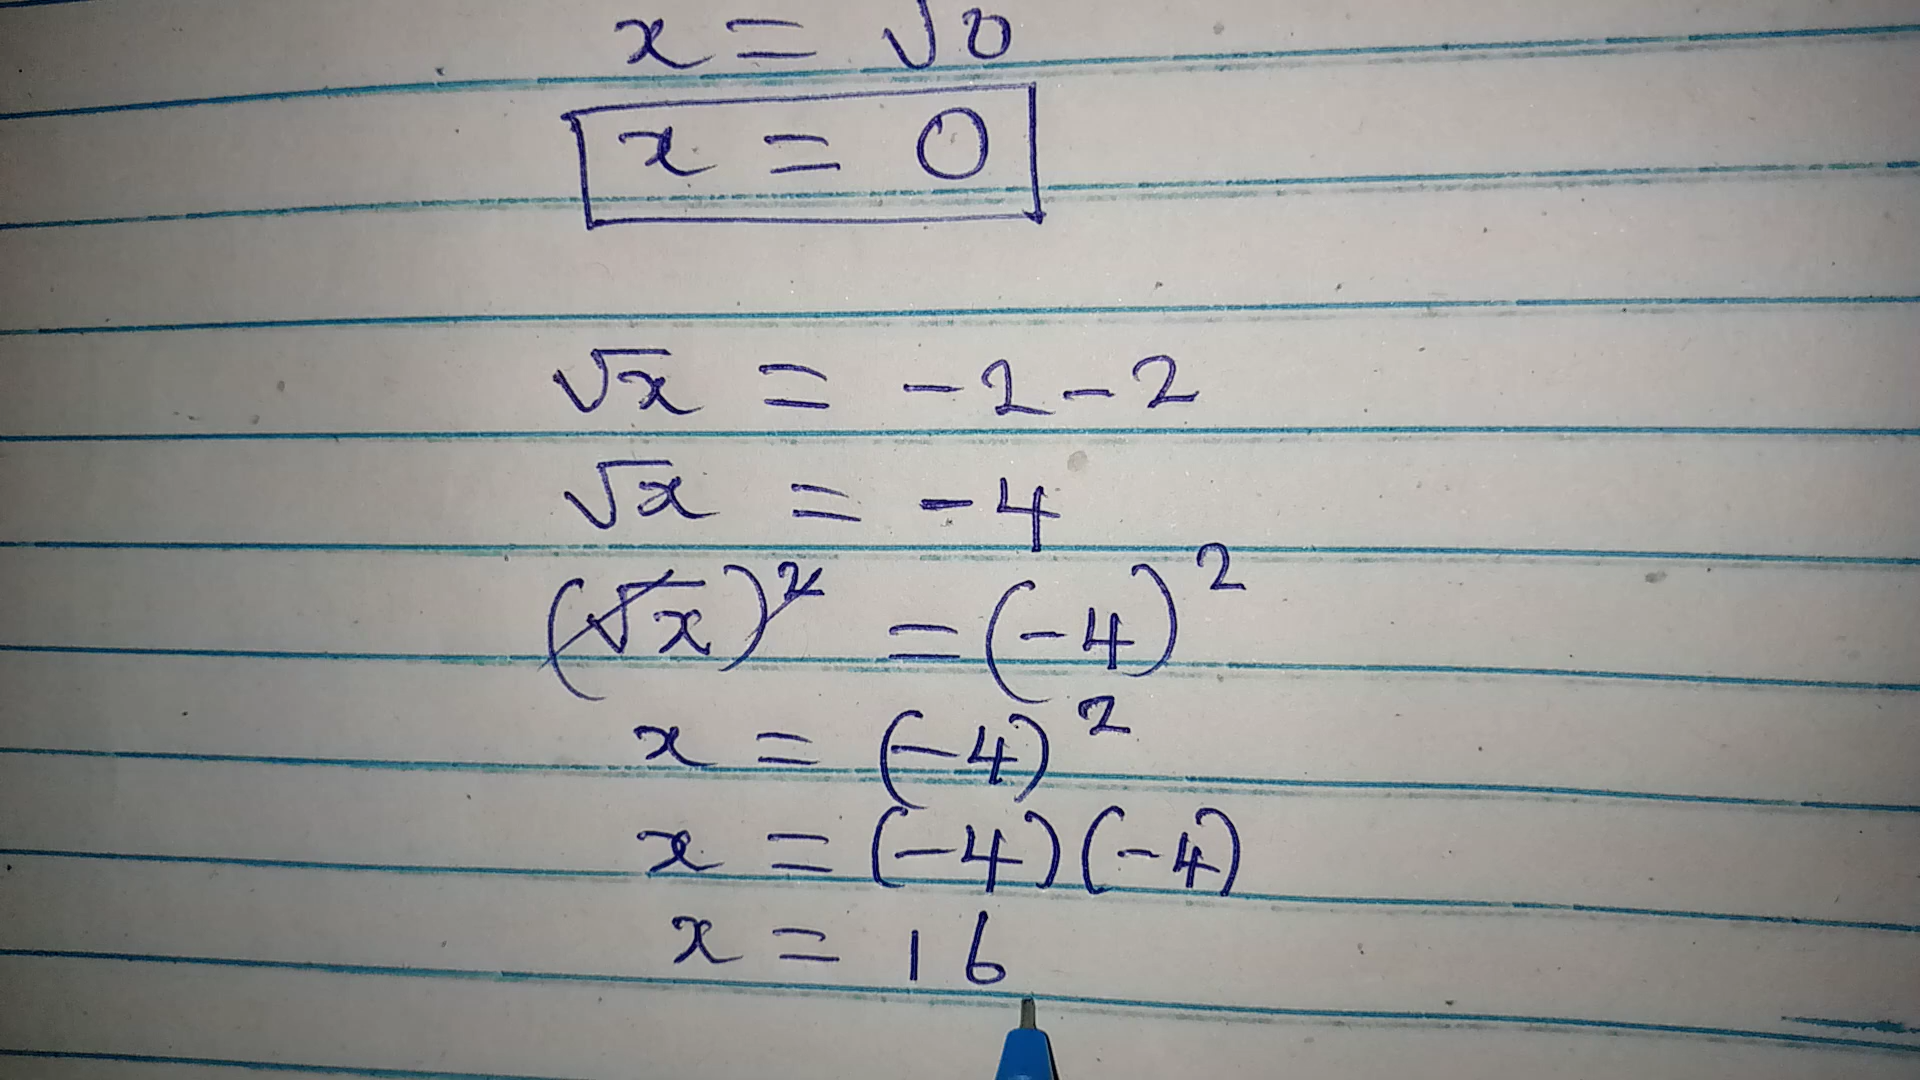 x = √0
x = 0
√x = -2-2
√x = -4
(√x)² = (-4)²
x = (-4)²
x = (-4)(-4)
x = 16